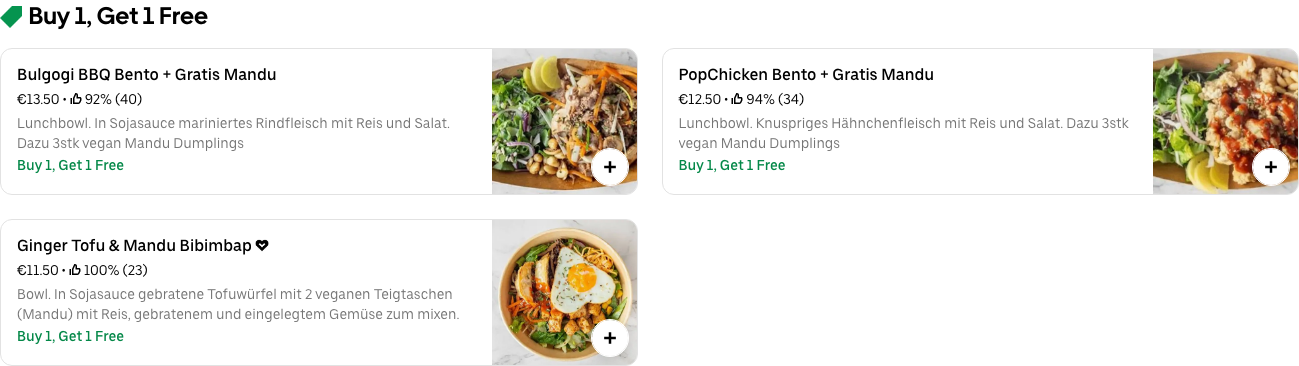 Buy 1, Get 1 Free
Bulgogi BBQ Bento + Gratis Mandu
€13.50 • 92% (40)
Lunchbowl. In Sojasauce mariniertes Rindfleisch mit Reis und Salat.
Dazu 3stk vegan Mandu Dumplings
Buy 1, Get 1 Free
PopChicken Bento + Gratis Mandu
€12.50 • 94% (34)
Lunchbowl. Knuspriges Hähnchenfleisch mit Reis und Salat. Dazu 3stk
vegan Mandu Dumplings
Buy 1, Get 1 Free
Ginger Tofu & Mandu Bibimbap
€11.50 • 100% (23)
Bowl. In Sojasauce gebratene Tofuwürfel mit 2 veganen Teigtaschen
(Mandu) mit Reis, gebratenem und eingelegtem Gemüse zum mixen.
Buy 1, Get 1 Free